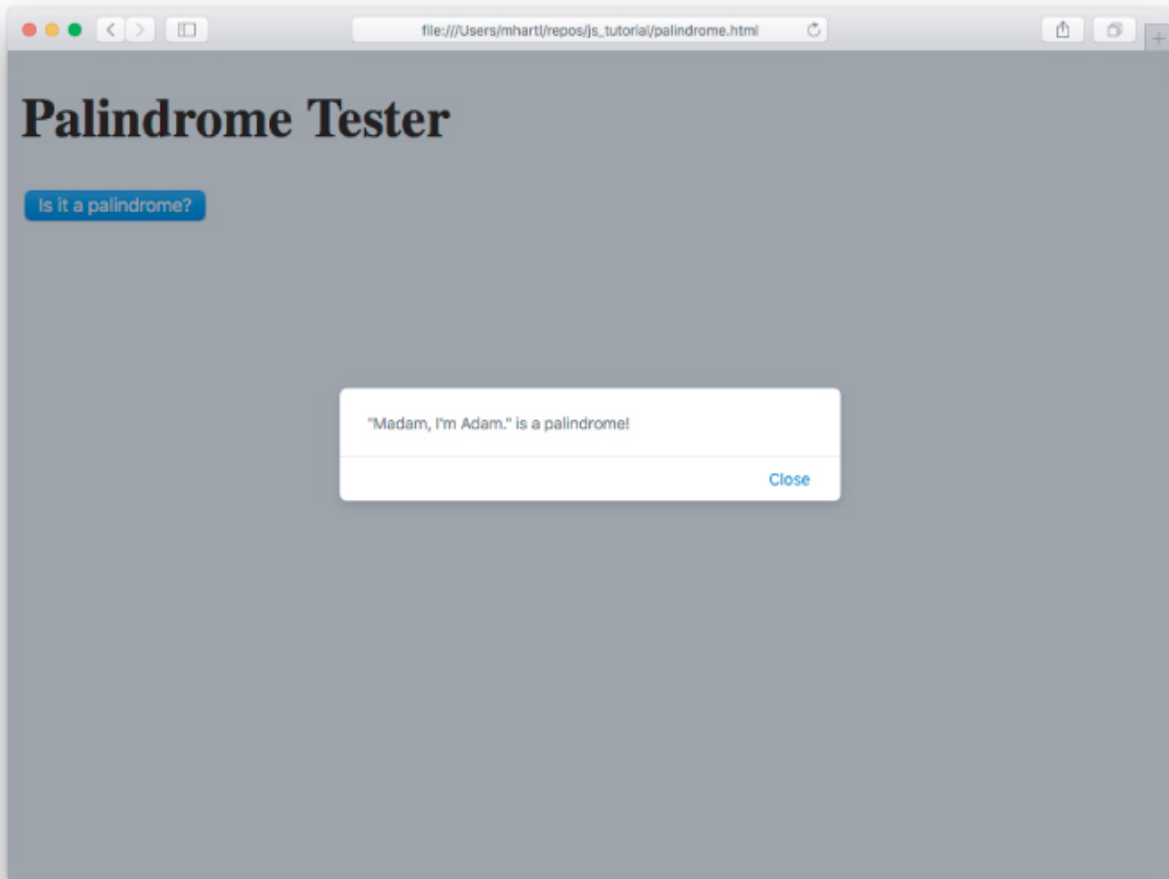 file:///Users/mhartl/repos/js_tutorial/palindrome.html
Palindrome Tester
Is it a palindrome?
"Madam, I'm Adam." is a palindrome!
Close